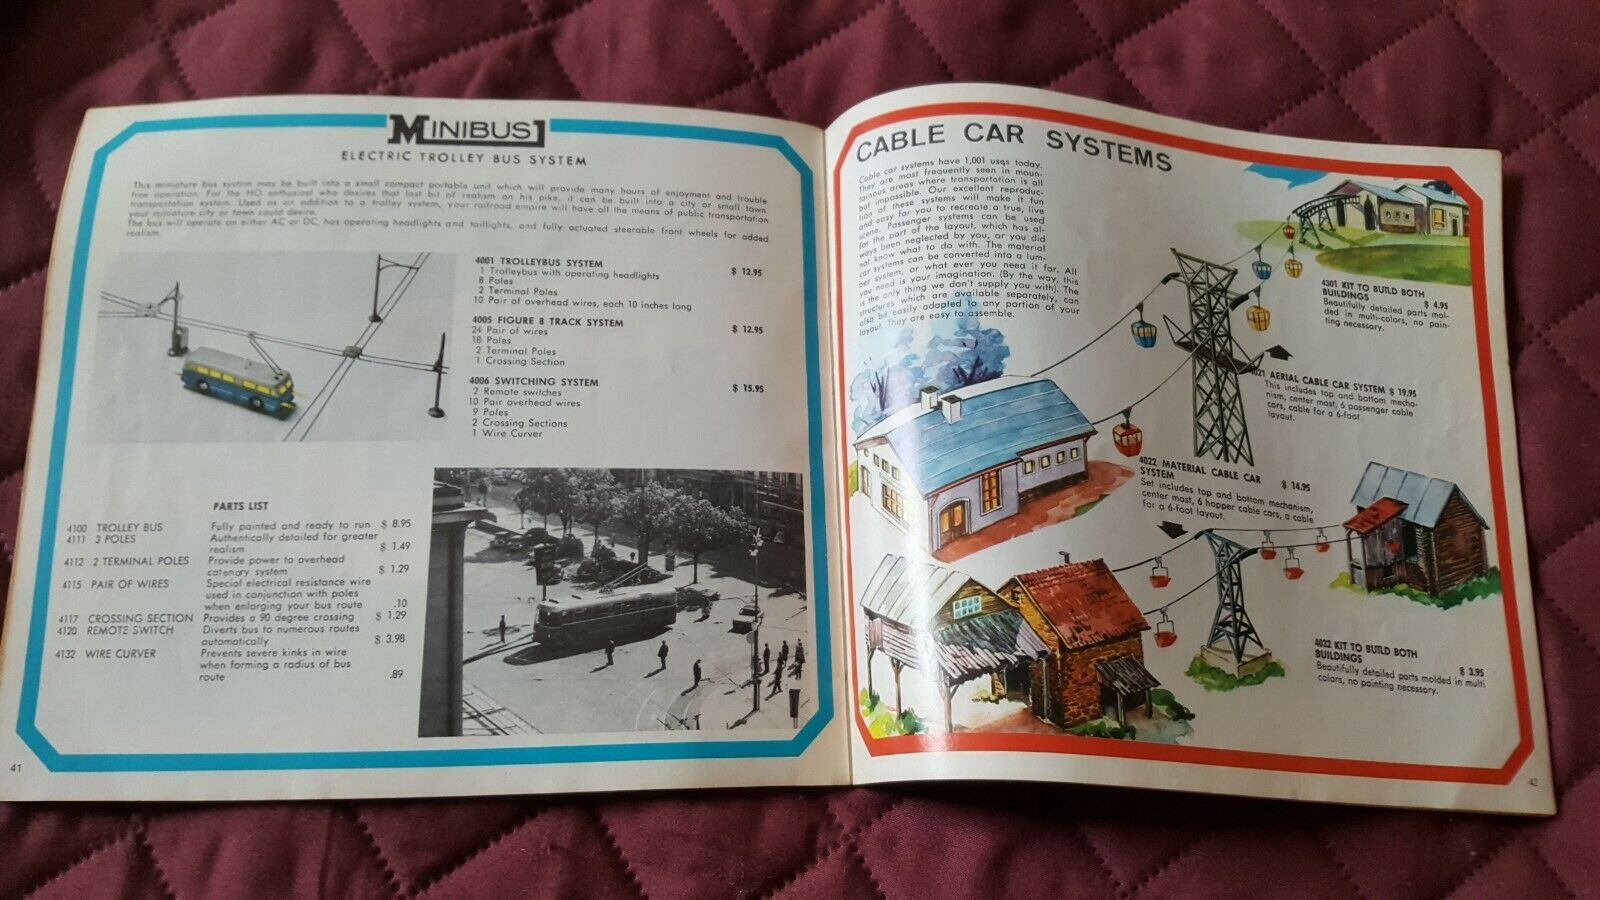 MINIBUS
ELECTRIC TROLLEY BUS SYSTEM
This miniature bus system may be built into a small compact portable unit which will provide many hours of enjoyment and trouble
free operation. For the HO enthusiast who desires that last bit of realism on his pike, it can be built into a city or small town
transportation system. Used as an addition to a trolley system, your railroad empire will have all the means of public transportation
your miniature city or town could desire.
The bus will operate on either AC or DC, has operating headlights and taillights, and fully actuated steerable front wheels for added
realism.
4001 TROLLEYBUS SYSTEM $ 12.95
1 Trolleybus with operating headlights
8 Poles
2 Terminal Poles
10 Pair of overhead wires, each 10 inches long
4005 FIGURE 8 TRACK SYSTEM $ 12.95
24 Pair of wires
18 Poles
2 Terminal Poles
1 Crossing Section
4006 SWITCHING SYSTEM $ 15.95
2 Remote switches
10 Pair overhead wires
9 Poles
2 Crossing Sections
1 Wire Curver
PARTS LIST
4100 TROLLEY BUS Fully painted and ready to run $ 8.95
4111 3 POLES Authentically detailed for greater
realism $ 1.49
4112 2 TERMINAL POLES Provide power to overhead
catenary system $ 1.29
4115 PAIR OF WIRES Special electrical resistance wire
used in conjunction with poles
when enlarging your bus route .10
4117 CROSSING SECTION Provides a 90 degree crossing $ 1.29
4120 REMOTE SWITCH Diverts bus to numerous routes
automatically $ 3.98
4132 WIRE CURVER Prevents severe kinks in wire
when forming a radius of bus
route .89
41
CABLE CAR SYSTEMS
Cable car systems have 1,001 uses today.
They are most frequently seen in moun-
tainous areas where transportation is all
but impossible. Our excellent reproduc-
tion of these systems will make it fun
and easy for you to recreate a true, live
scene. Passenger systems can be used
for the part of the layout, which has al-
ways been neglected by you, or you did
not know what to do with. The material
car systems can be converted into a lum-
ber system, or what ever you need it for. All
you need is your imagination. (By the way, this
is the only thing we don't supply you with). The
structures which are available separately, can
also be easily adapted to any portion of your
layout. They are easy to assemble.
4301 KIT TO BUILD BOTH
BUILDINGS $ 4.95
Beautifully detailed parts mol-
ded in multi-colors, no pain-
ting necessary.
4021 AERIAL CABLE CAR SYSTEM $ 19.95
This includes top and bottom mecha-
nism, center mast, 6 passenger cable
cars, cable for a 6-foot
layout.
4022 MATERIAL CABLE CAR
SYSTEM $ 14.95
Set includes top and bottom mechanism,
center mast, 6 hopper cable cars, a cable
for a 6-foot layout.
4032 KIT TO BUILD BOTH
BUILDINGS $ 3.95
Beautifully detailed parts molded in multi
colors, no painting necessary.
42